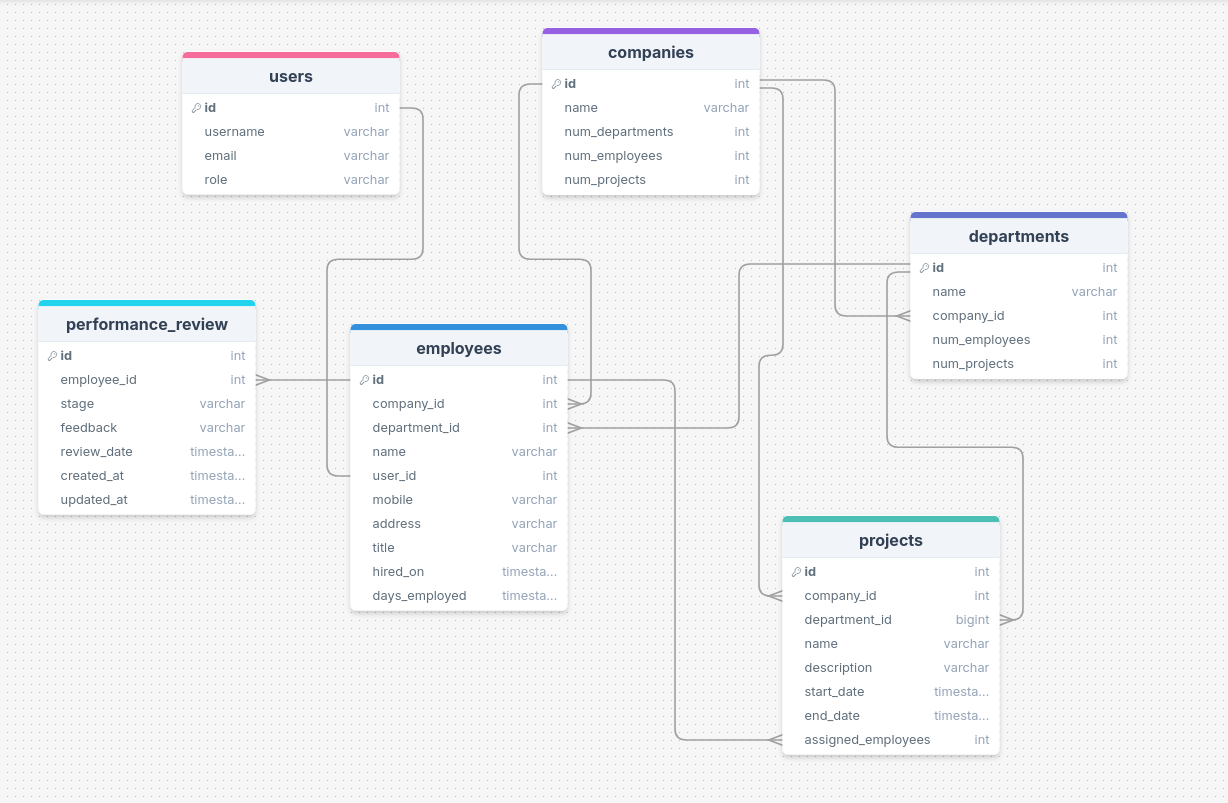 companies
id int
name varchar
num_departments int
num_employees int
num_projects int
users
id int
username varchar
email varchar
role varchar
departments
id int
name varchar
company_id int
num_employees int
num_projects int
performance_review
id int
employee_id int
stage varchar
feedback varchar
review_date timesta...
created_at timesta...
updated_at timesta...
employees
id int
company_id int
department_id int
name varchar
user_id int
mobile varchar
address varchar
title varchar
hired_on timesta...
days_employed timesta...
projects
id int
company_id int
department_id bigint
name varchar
description varchar
start_date timesta...
end_date timesta...
assigned_employees int